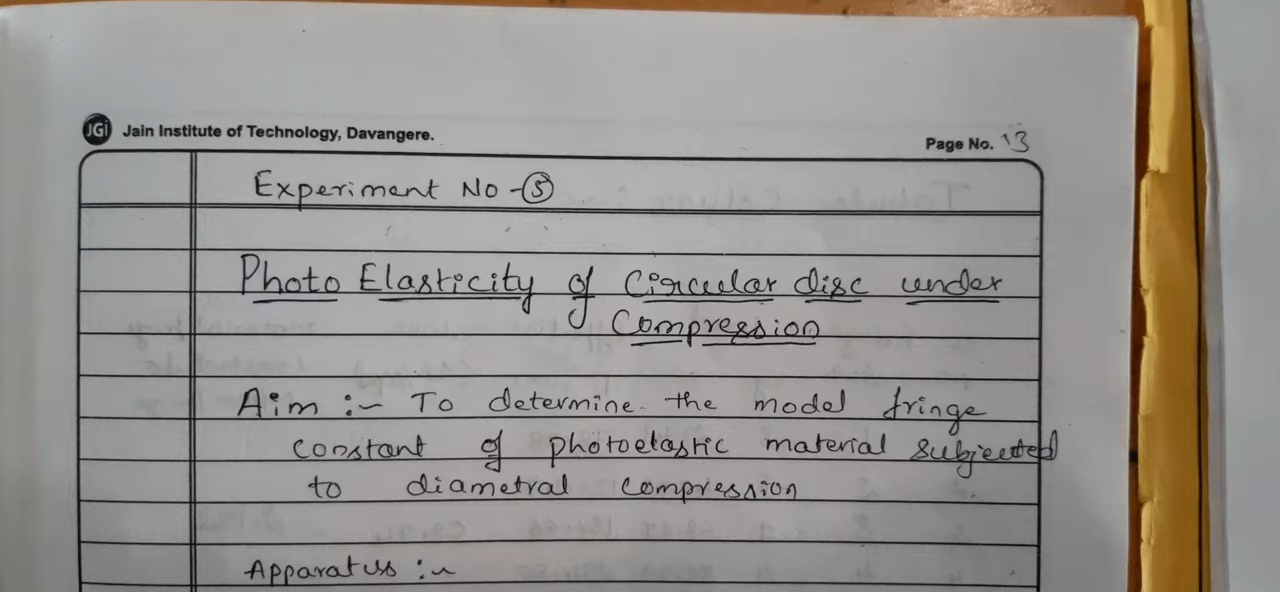 JGi Jain Institute of Technology, Davangere.
Page No. 13
Experiment No - 5
Photo Elasticity of Circular disc under
Compression
Aim :- To determine the model fringe
constant of photoelastic material subjected
to diametral compression
Apparatus :-